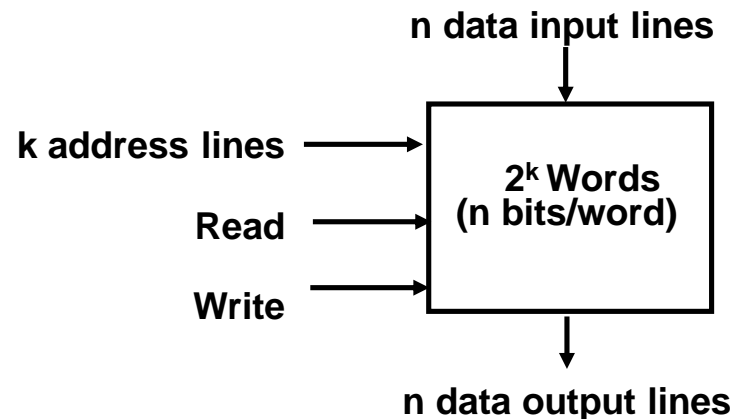 n data input lines
k address lines
2ᵏ Words
(n bits/word)
Read
Write
n data output lines